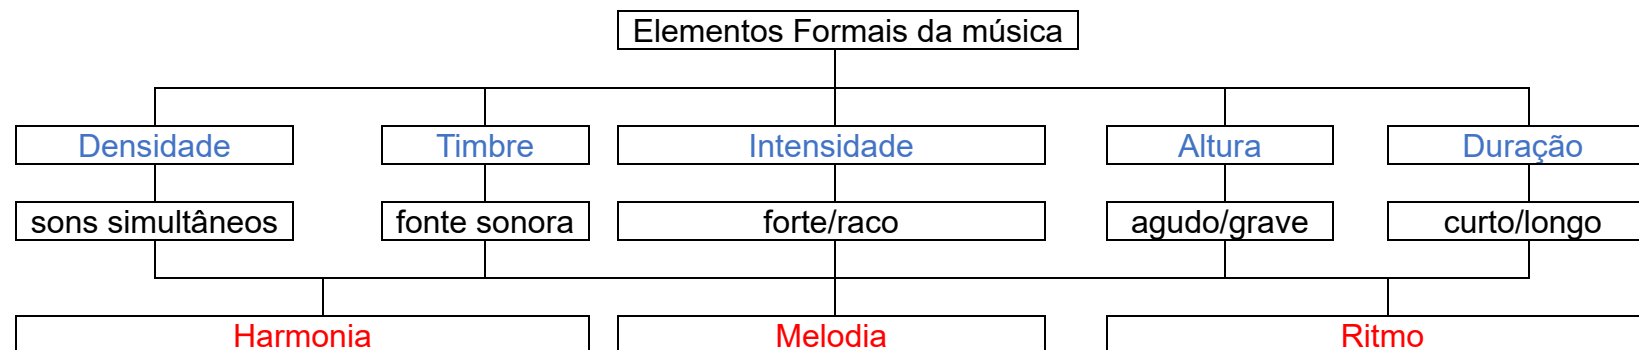 Elementos Formais da música
Densidade Timbre Intensidade Altura Duração
sons simultâneos fonte sonora forte/raco agudo/grave curto/longo
Harmonia Melodia Ritmo